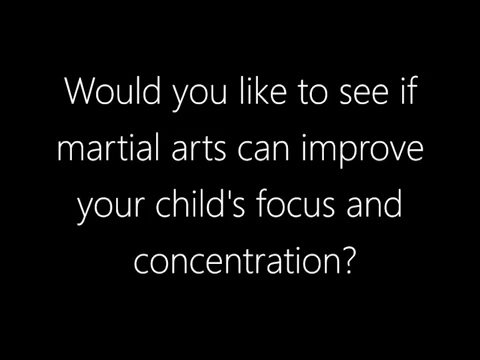 Would you like to see if
martial arts can improve
your child's focus and
concentration?